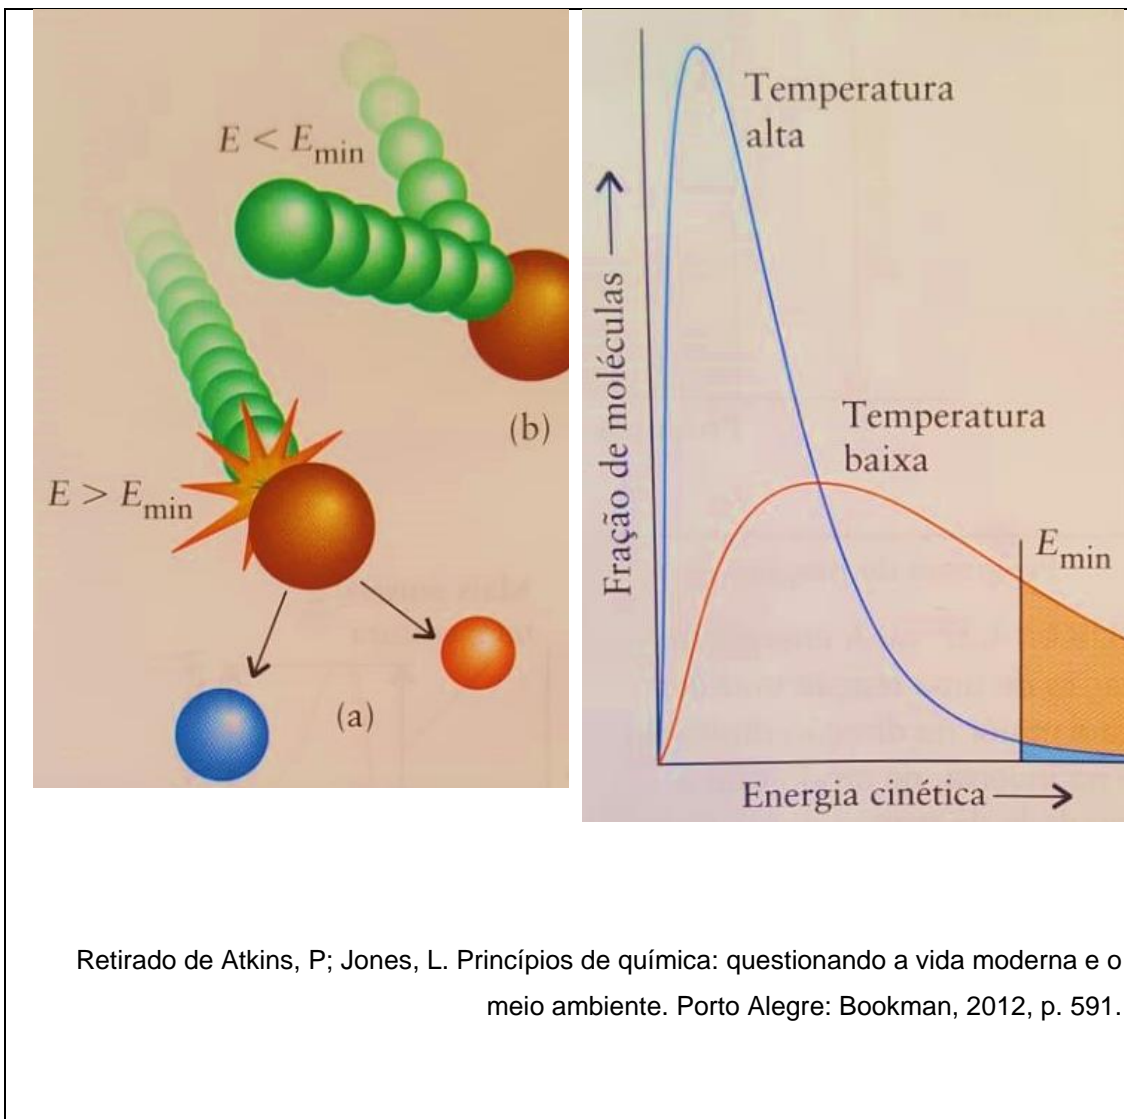 E < Emin
E > Emin
(b)
(a)
Temperatura
alta
Temperatura
baixa
Emin
Fração de moléculas
Energia cinética
Retirado de Atkins, P; Jones, L. Princípios de química: questionando a vida moderna e o
meio ambiente. Porto Alegre: Bookman, 2012, p. 591.